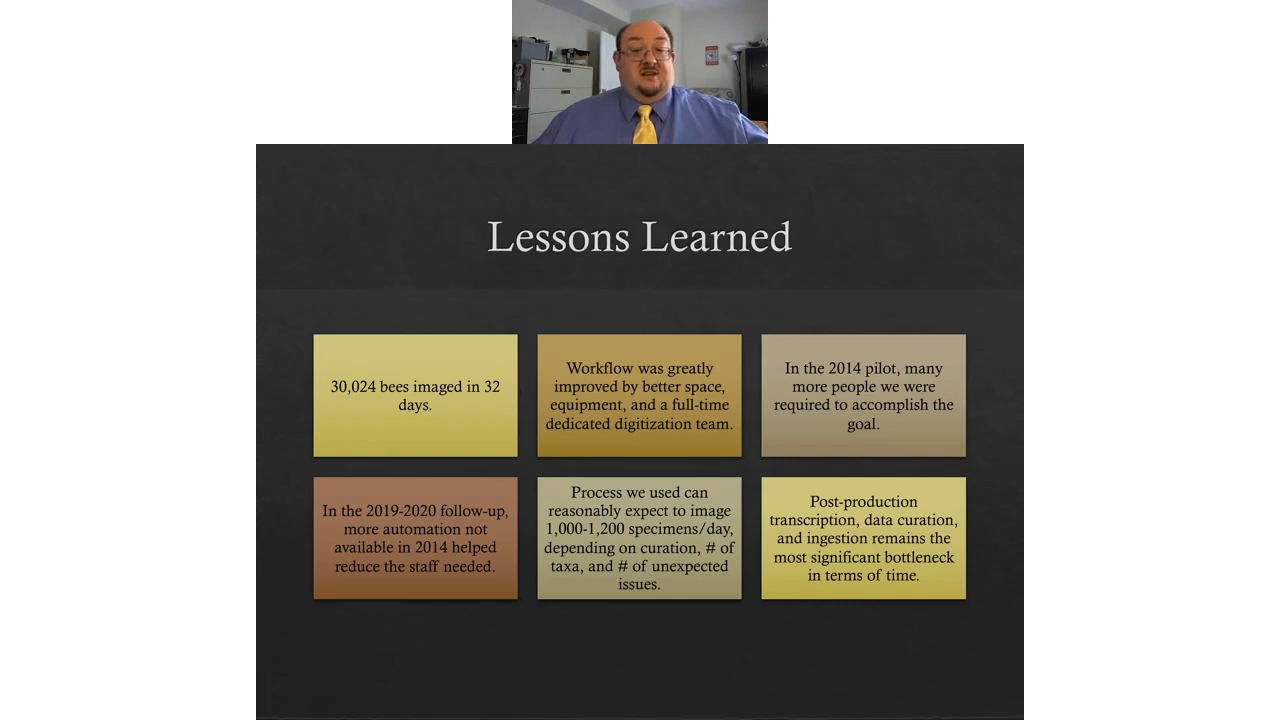 Lessons Learned
30,024 bees imaged in 32
days.
Workflow was greatly
improved by better space,
equipment, and a full-time
dedicated digitization team.
In the 2014 pilot, many
more people we were
required to accomplish the
goal.
In the 2019-2020 follow-up,
more automation not
available in 2014 helped
reduce the staff needed.
Process we used can
reasonably expect to image
1,000-1,200 specimens/day,
depending on curation, # of
taxa, and # of unexpected
issues.
Post-production
transcription, data curation,
and ingestion remains the
most significant bottleneck
in terms of time.